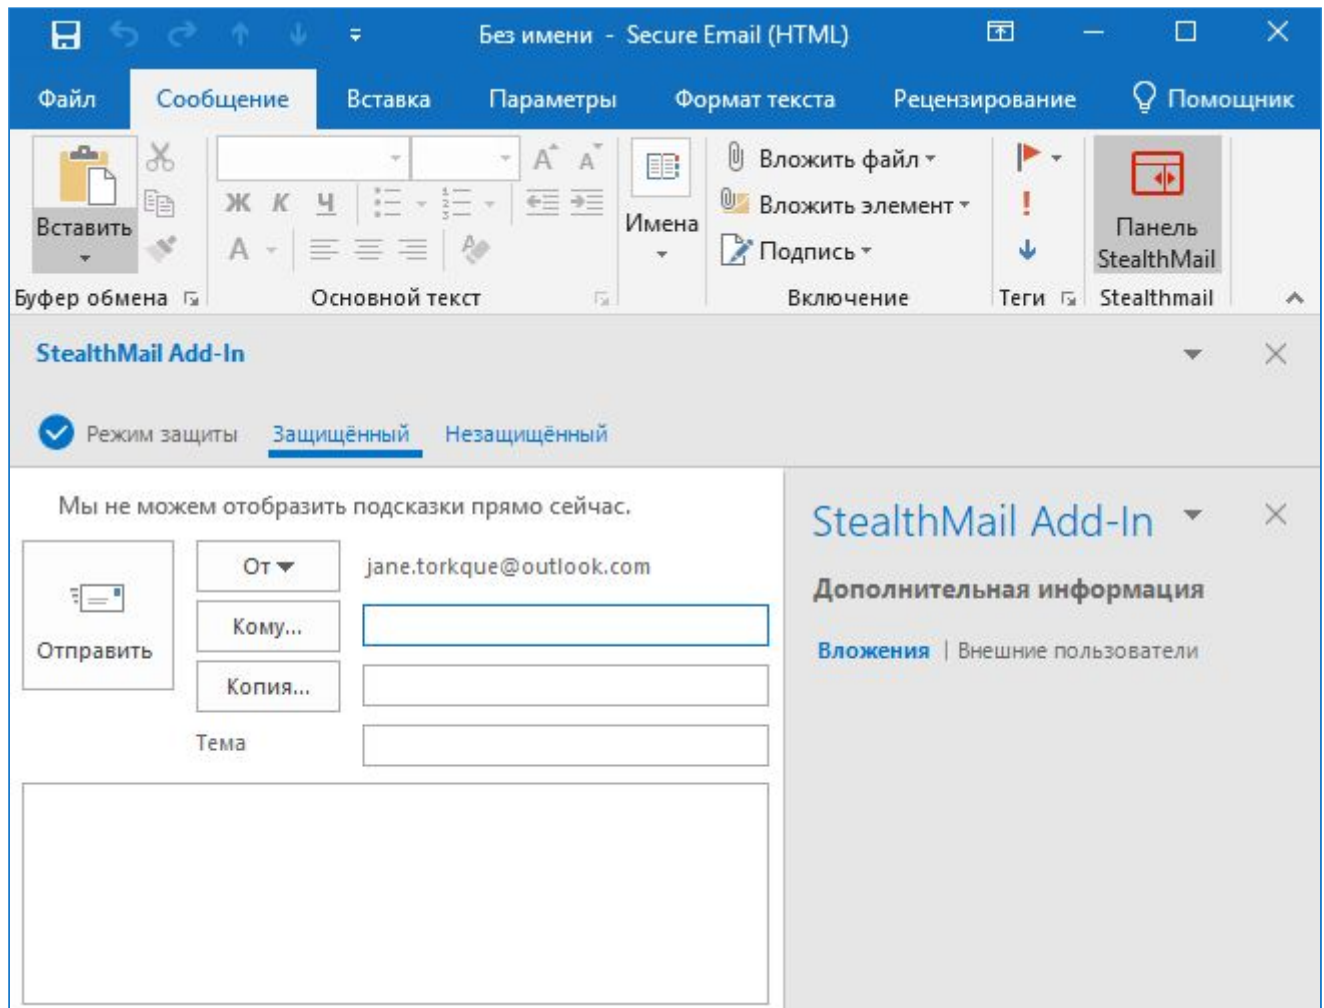 Без имени - Secure Email (HTML)
Файл Сообщение Вставка Параметры Формат текста Рецензирование Помощник
Вставить
Буфер обмена
Ж К Ч
А
Основной текст
Имена
Вложить файл
Вложить элемент
Подпись
Включение
Теги
Панель
StealthMail
Stealthmail
StealthMail Add-In
Режим защиты Защищённый Незащищённый
Мы не можем отобразить подсказки прямо сейчас.
Отправить
От jane.torkque@outlook.com
Кому...
Копия...
Тема
StealthMail Add-In
Дополнительная информация
Вложения | Внешние пользователи